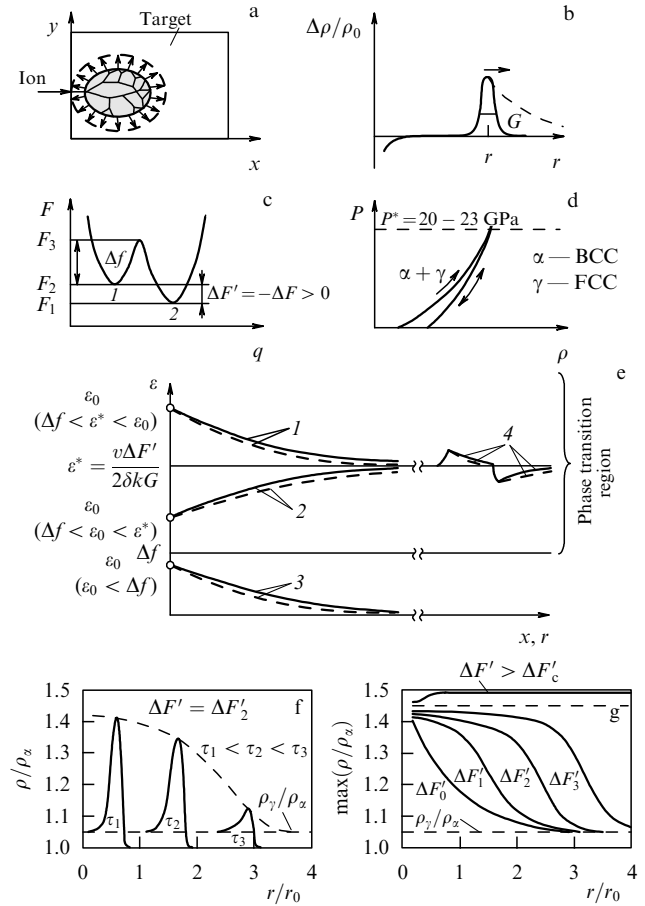 a
y
Target
Ion
x
b
Δρ/ρ₀
G
r
r
c
F
F₃
Δf
F₂
F₁
1
2
ΔF′ = −ΔF > 0
q
d
P
P* = 20 – 23 GPa
α + γ
α — BCC
γ — FCC
ρ
e
ε
ε₀
(Δf < ε* < ε₀)
1
4
ε* = vΔF′/2δkG
ε₀
(Δf < ε₀ < ε*)
2
Δf
ε₀
(ε₀ < Δf)
3
x, r
Phase transition
region
f
ρ/ρα
ΔF′ = ΔF′₂
τ₁ < τ₂ < τ₃
ργ/ρα
τ₁
τ₂
τ₃
1.5
1.4
1.3
1.2
1.1
1.0
0 1 2 3 4
r/r₀
ΔF′ > ΔF′c
g
max(ρ/ρα)
1.5
1.4
1.3
1.2
1.1
1.0
ΔF′₀
ΔF′₁
ΔF′₂
ΔF′₃
ργ/ρα
0 1 2 3 4
r/r₀